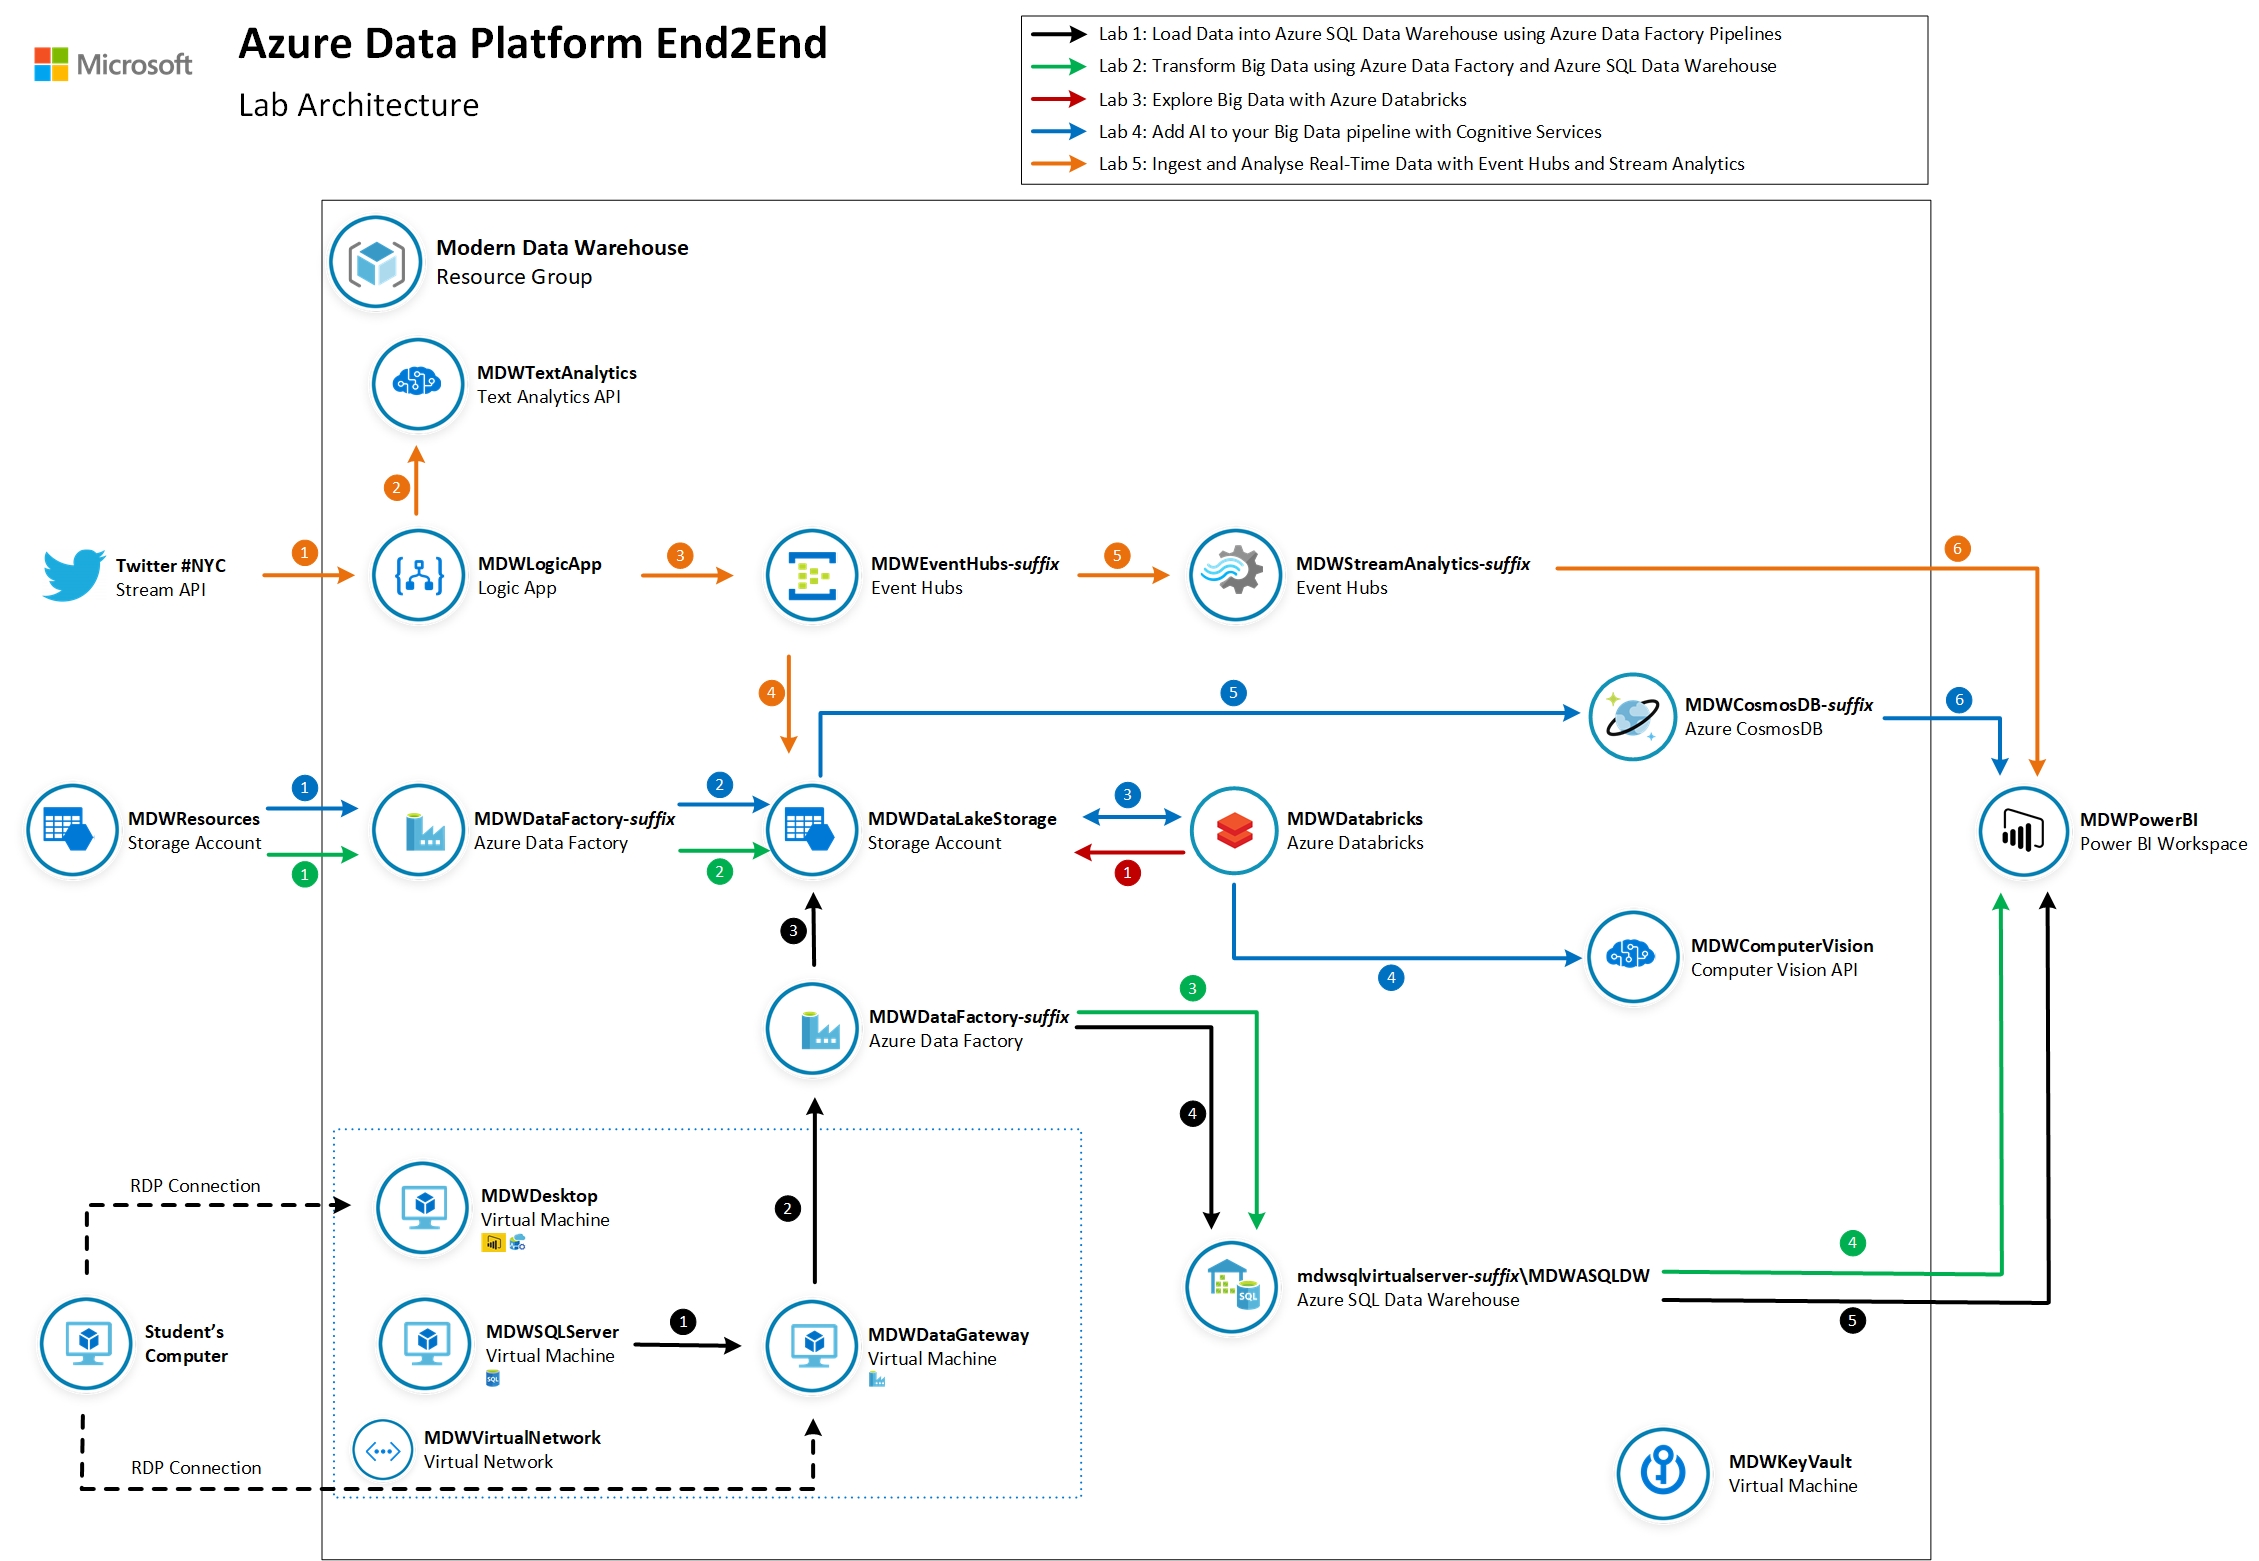 Microsoft
Azure Data Platform End2End
Lab Architecture
Lab 1: Load Data into Azure SQL Data Warehouse using Azure Data Factory Pipelines
Lab 2: Transform Big Data using Azure Data Factory and Azure SQL Data Warehouse
Lab 3: Explore Big Data with Azure Databricks
Lab 4: Add AI to your Big Data pipeline with Cognitive Services
Lab 5: Ingest and Analyse Real-Time Data with Event Hubs and Stream Analytics
Modern Data Warehouse
Resource Group
MDWTextAnalytics
Text Analytics API
2
Twitter #NYC
Stream API
1
MDWLogicApp
Logic App
3
MDWEventHubs-suffix
Event Hubs
5
MDWStreamAnalytics-suffix
Event Hubs
6
4
5
MDWCosmosDB-suffix
Azure CosmosDB
6
MDWResources
Storage Account
1
1
MDWDataFactory-suffix
Azure Data Factory
2
2
MDWDataLakeStorage
Storage Account
3
1
MDWDatabricks
Azure Databricks
MDWPowerBI
Power BI Workspace
3
4
MDWComputerVision
Computer Vision API
MDWDataFactory-suffix
Azure Data Factory
3
4
RDP Connection
MDWDesktop
Virtual Machine
2
4
mdwsqlvirtualserver-suffix\MDWASQLDW
Azure SQL Data Warehouse
SQL
5
Student's
Computer
MDWSQLServer
Virtual Machine
SQL
1
MDWDataGateway
Virtual Machine
MDWVirtualNetwork
Virtual Network
RDP Connection
MDWKeyVault
Virtual Machine